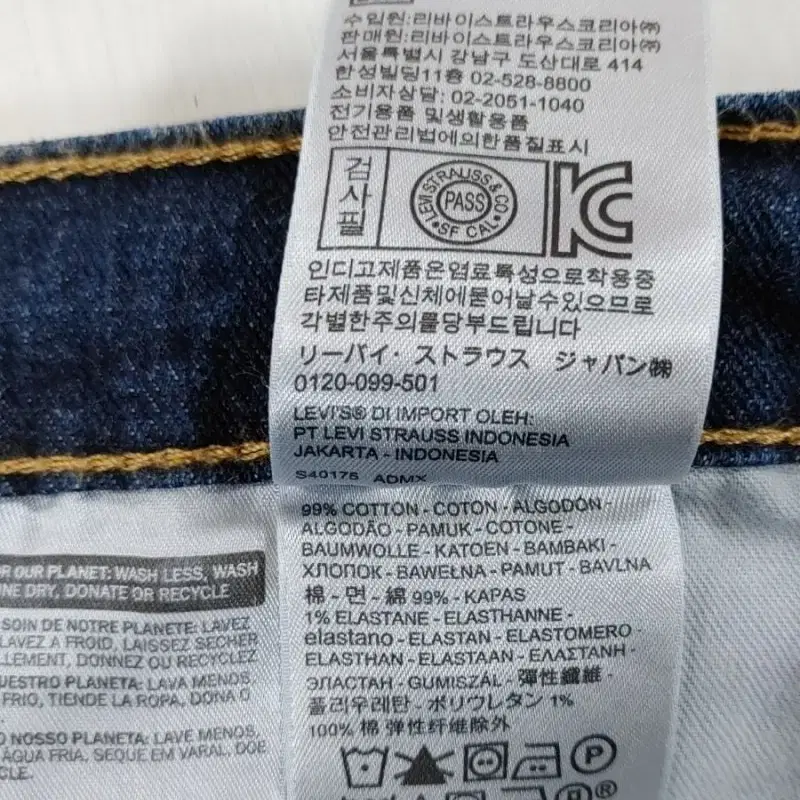 수입원:리바이스트라우스코리아㈜
판매원:리바이스트라우스코리아㈜
서울특별시 강남구 도산대로 414
한성빌딩11층 02-528-8800
소비자상담: 02-2051-1040
전기용품 및생활용품
안전관리법에의한품질표시
검사필
LEVI STRAUSS & CO
PASS
SF CAL
인디고제품은염료특성으로착용중
타제품및신체에묻어날수있으므로
각별한주의를당부드립니다
リーバイ・ストラウス ジャパン㈱
0120-099-501
LEVI'S® DI IMPORT OLEH:
PT LEVI STRAUSS INDONESIA
JAKARTA - INDONESIA
S40175 ADMX
99% COTTON - COTON - ALGODÓN -
ALGODÃO - PAMUK - COTONE -
BAUMWOLLE - KATOEN - BAMBAKI -
ХЛОПОК - BAWEŁNA - PAMUT - BAVLNA
棉 - 면 - 綿 99% - KAPAS
1% ELASTANE - ELASTHANNE -
elastano - ELASTAN - ELASTOMERO -
ELASTHAN - ELASTAAN - ΕΛΑΣΤΑΝΗ -
ЭЛАСТАН - GUMISZÁL - 彈性纖維 -
폴리우레탄 - ポリウレタン 1%
100% 棉 弹性纤维除外
P
R OUR PLANET: WASH LESS, WASH
NE DRY, DONATE OR RECYCLE
SOIN DE NOTRE PLANETE: LAVEZ
LAVEZ A FROID, LAISSEZ SECHER
LEMENT, DONNEZ OU RECYCLEZ
UESTRO PLANETA: LAVA MENOS,
FRIO, TIENDE LA ROPA, DONA O
O NOSSO PLANETA: LAVE MENOS,
ÁGUA FRIA, SEQUE EM VARAL, DOE
CLE.